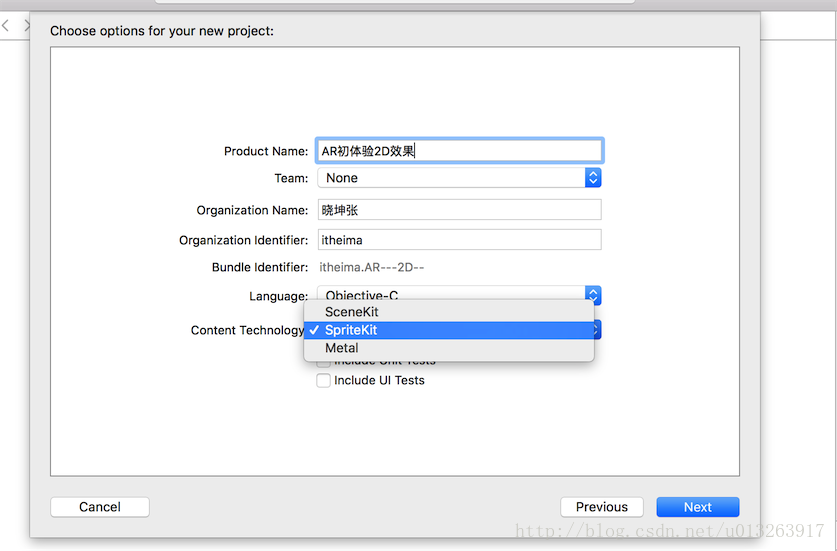 Choose options for your new project:
Product Name: AR初体验2D效果
Team: None
Organization Name: 晓坤张
Organization Identifier: itheima
Bundle Identifier: itheima.AR---2D--
Language: Objective-C
SceneKit
Content Technology ✓ SpriteKit
Metal
Include Unit Tests
Include UI Tests
Cancel Previous Next
http://blog.csdn.net/u013263917